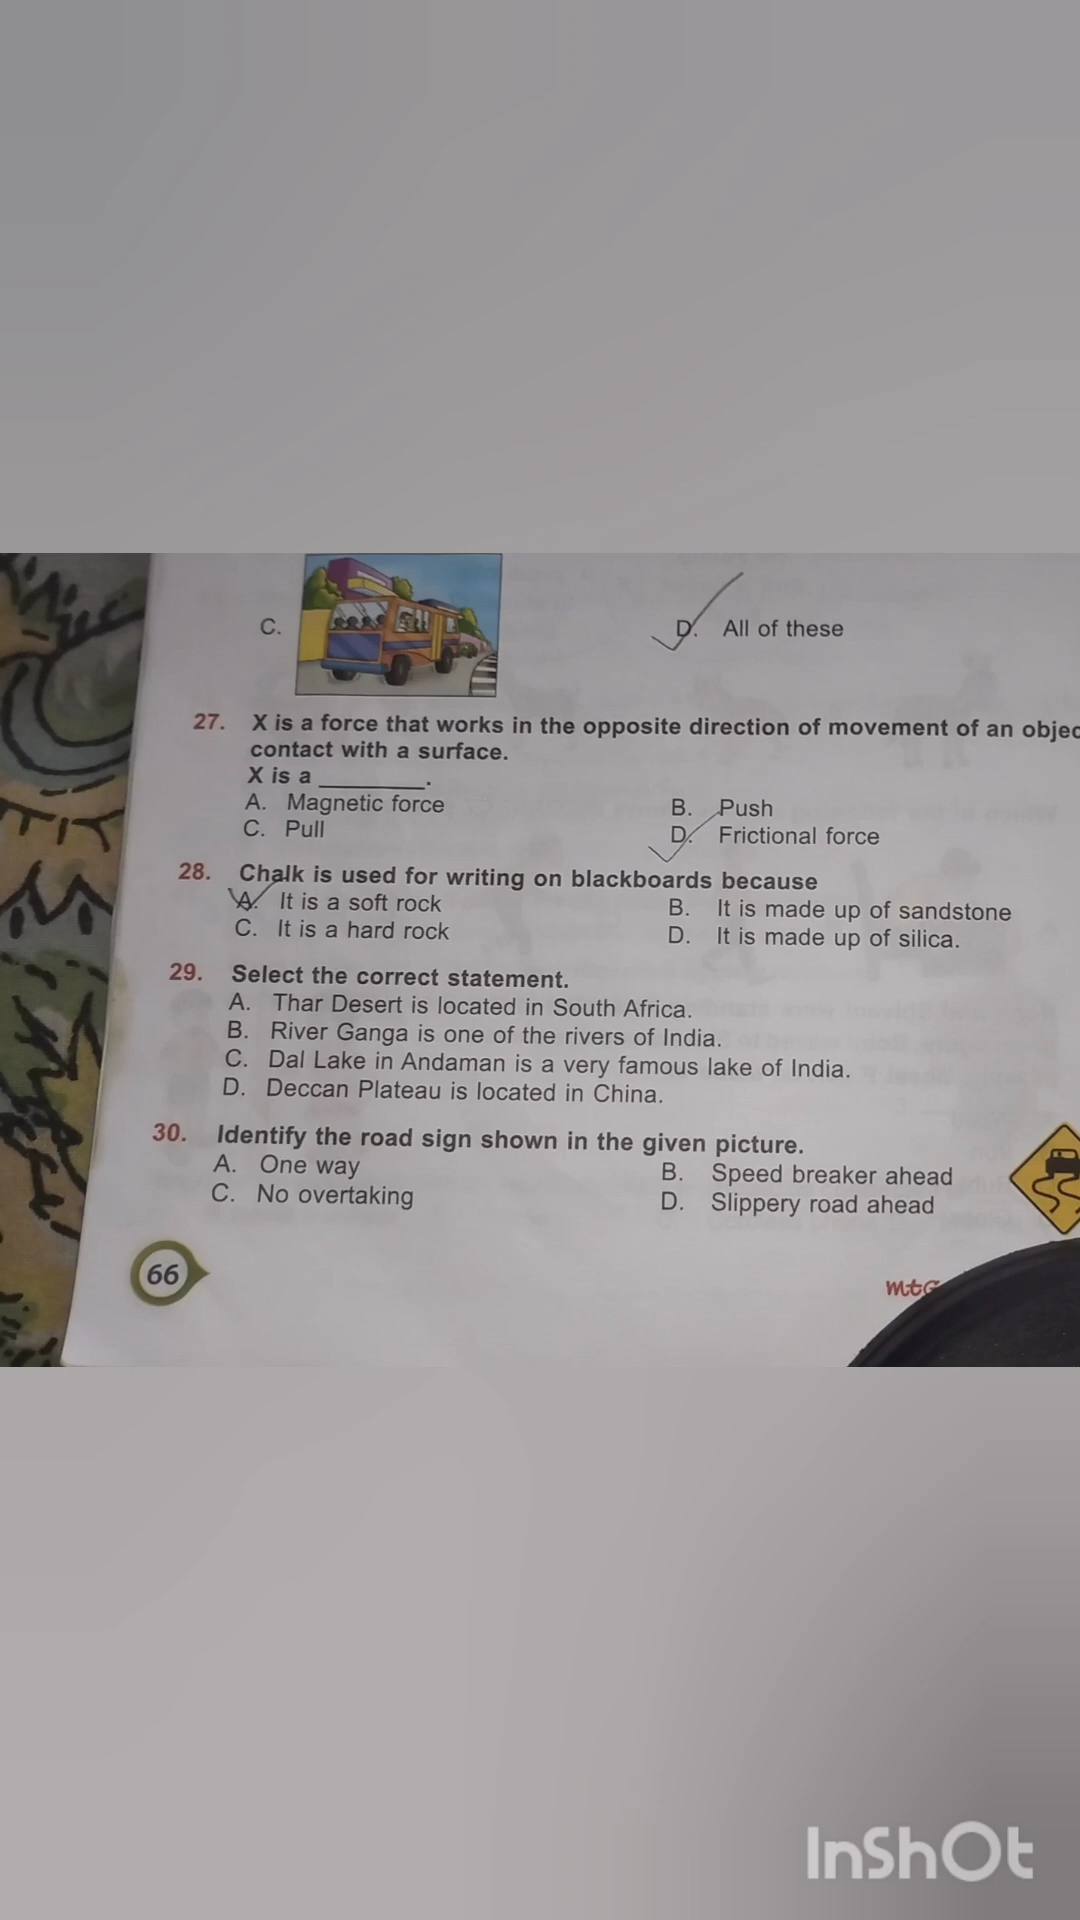 C.
D. All of these
27. X is a force that works in the opposite direction of movement of an
contact with a surface.
X is a ________.
A. Magnetic force
B. Push
C. Pull
D. Frictional force
28. Chalk is used for writing on blackboards because
A. It is a soft rock
B. It is made up of sandstone
C. It is a hard rock
D. It is made up of silica.
29. Select the correct statement.
A. Thar Desert is located in South Africa.
B. River Ganga is one of the rivers of India.
C. Dal Lake in Andaman is a very famous lake of India.
D. Deccan Plateau is located in China.
30. Identify the road sign shown in the given picture.
A. One way
B. Speed breaker ahead
C. No overtaking
D. Slippery road ahead
66
mtG
InShOt